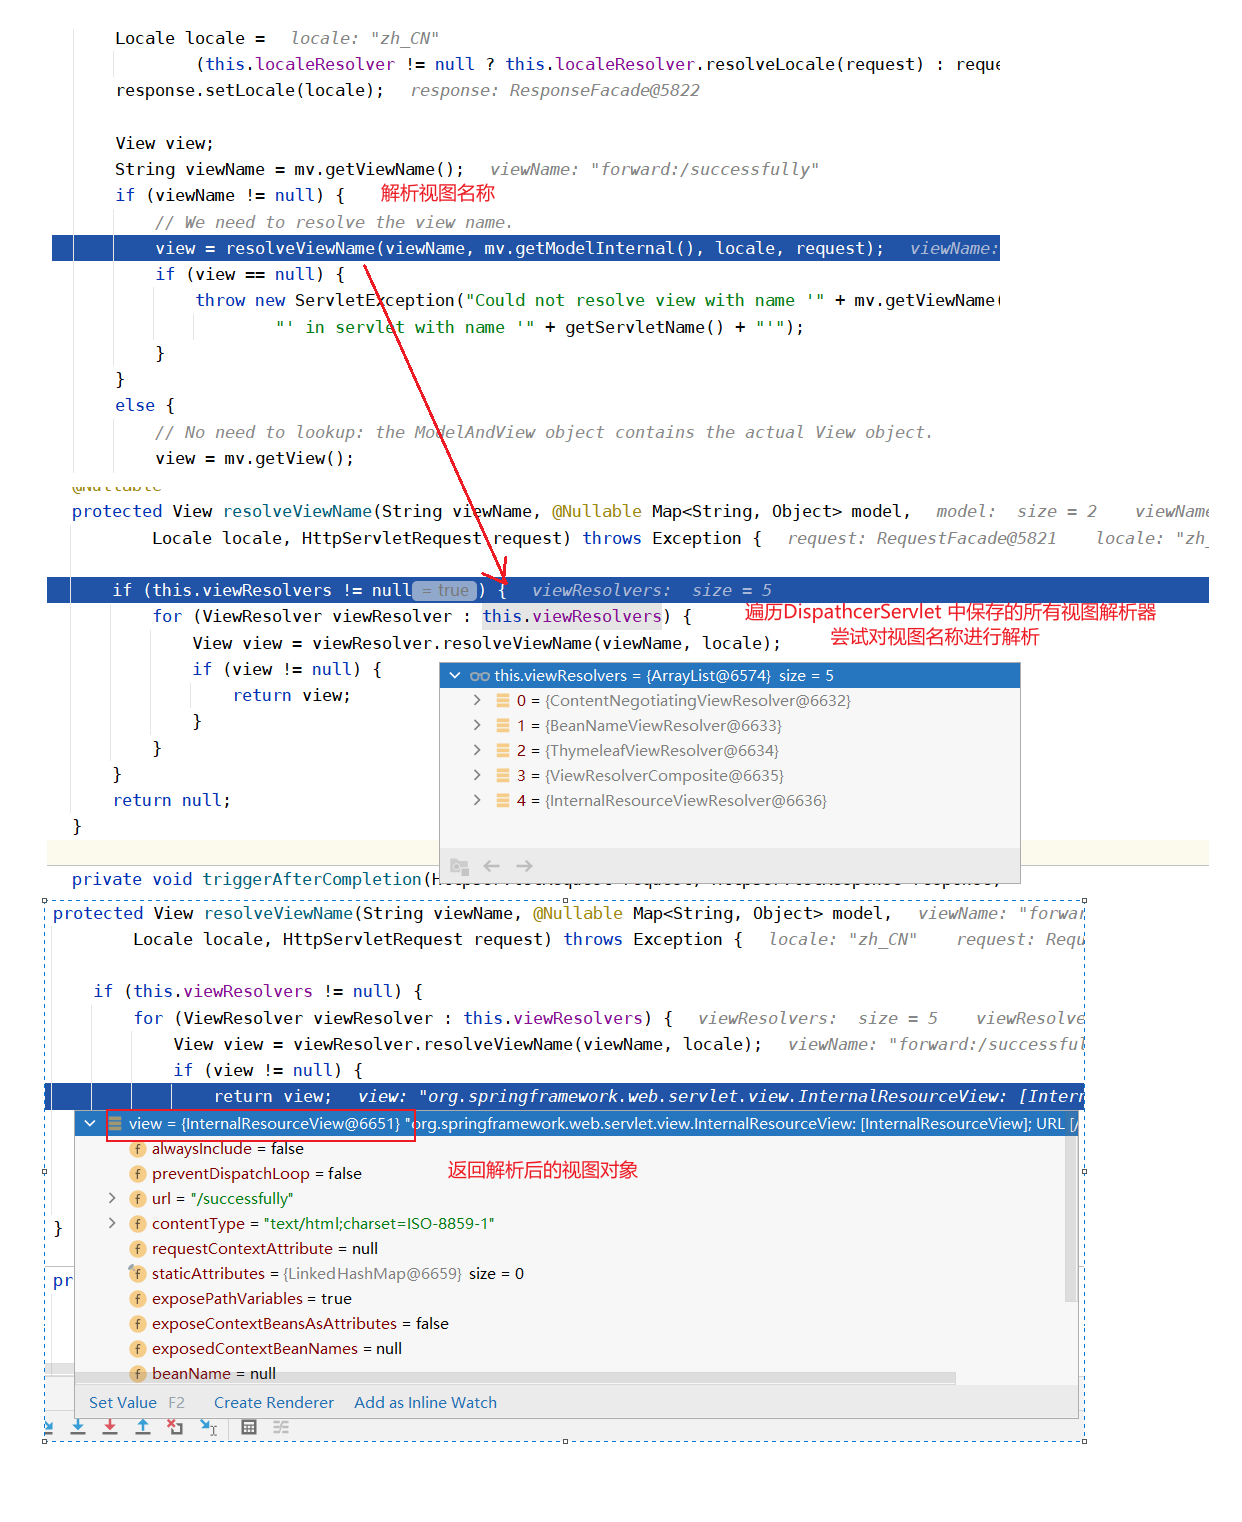 Locale locale =   locale: "zh_CN"
(this.localeResolver != null ? this.localeResolver.resolveLocale(request) : reque
response.setLocale(locale);   response: ResponseFacade@5822
View view;
String viewName = mv.getViewName();   viewName: "forward:/successfully"
if (viewName != null) {   解析视图名称
// We need to resolve the view name.
view = resolveViewName(viewName, mv.getModelInternal(), locale, request);   viewName:
if (view == null) {
throw new ServletException("Could not resolve view with name '" + mv.getViewName(
"' in servlet with name '" + getServletName() + "'");
}
}
else {
// No need to lookup: the ModelAndView object contains the actual View object.
view = mv.getView();
@Nullable
protected View resolveViewName(String viewName, @Nullable Map<String, Object> model,   model:  size = 2   viewName
Locale locale, HttpServletRequest request) throws Exception {   request: RequestFacade@5821   locale: "zh_
if (this.viewResolvers != null = true ) {   viewResolvers:  size = 5
for (ViewResolver viewResolver : this.viewResolvers) {   遍历DispathcerServlet 中保存的所有视图解析器
尝试对视图名称进行解析
View view = viewResolver.resolveViewName(viewName, locale);
if (view != null) {
return view;
}
}
}
return null;
}
this.viewResolvers = {ArrayList@6574}  size = 5
0 = {ContentNegotiatingViewResolver@6632}
1 = {BeanNameViewResolver@6633}
2 = {ThymeleafViewResolver@6634}
3 = {ViewResolverComposite@6635}
4 = {InternalResourceViewResolver@6636}
private void triggerAfterCompletion(
protected View resolveViewName(String viewName, @Nullable Map<String, Object> model,   viewName: "forwar
Locale locale, HttpServletRequest request) throws Exception {   locale: "zh_CN"   request: Requ
if (this.viewResolvers != null) {
for (ViewResolver viewResolver : this.viewResolvers) {   viewResolvers:  size = 5   viewResolve
View view = viewResolver.resolveViewName(viewName, locale);   viewName: "forward:/successful
if (view != null) {
return view;   view: "org.springframework.web.servlet.view.InternalResourceView: [Intern
view = {InternalResourceView@6651} "org.springframework.web.servlet.view.InternalResourceView: [InternalResourceView]; URL [/
alwaysInclude = false
preventDispatchLoop = false   返回解析后的视图对象
url = "/successfully"
contentType = "text/html;charset=ISO-8859-1"
}
requestContextAttribute = null
staticAttributes = {LinkedHashMap@6659}  size = 0
pr
exposePathVariables = true
exposeContextBeansAsAttributes = false
exposedContextBeanNames = null
beanName = null
Set Value  F2   Create Renderer   Add as Inline Watch